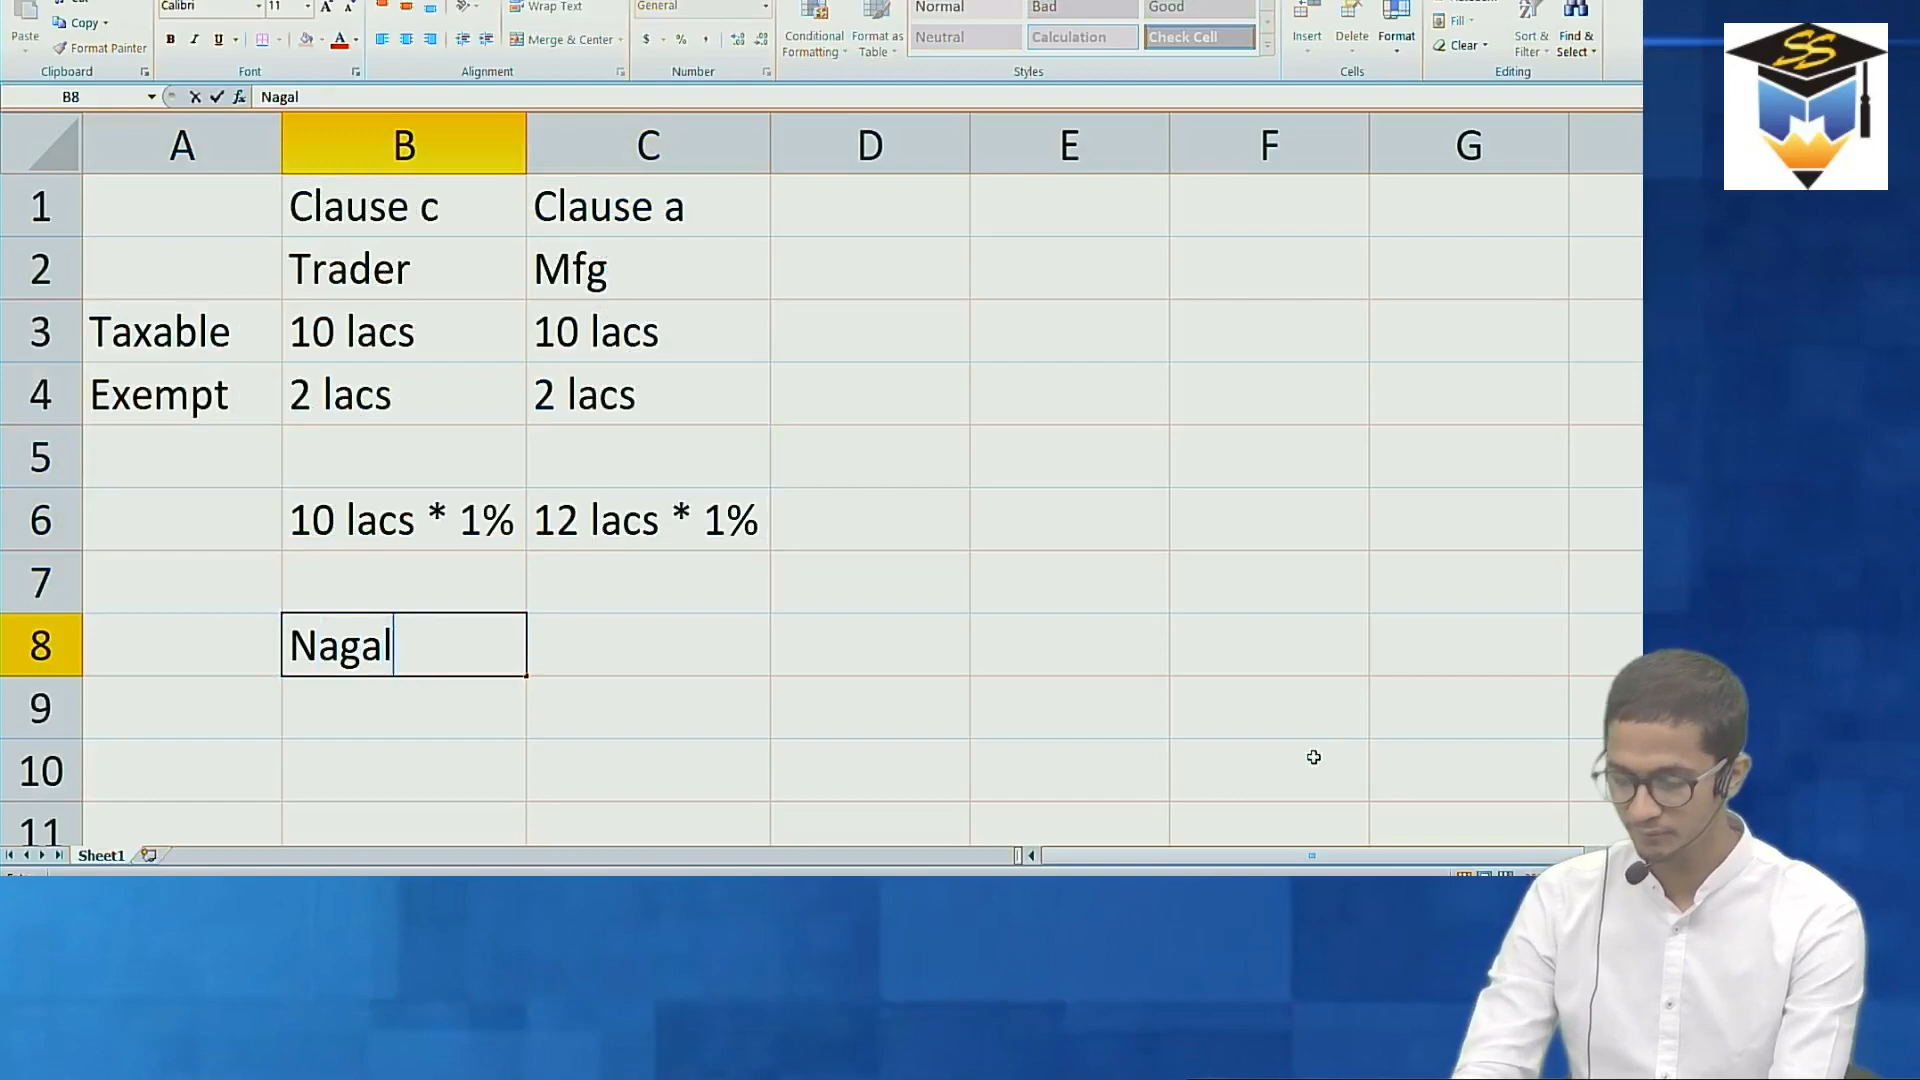 Paste
Copy
Format Painter
Clipboard
Calibri
11
B I U
Font
Wrap Text
Merge & Center
Alignment
General
$ % ,
Number
Conditional Formatting
Format as Table
Normal
Bad
Good
Neutral
Calculation
Check Cell
Styles
Insert
Delete
Format
Cells
Fill
Clear
Sort & Filter
Find & Select
Editing
B8
fx
Nagal
A B C D E F G
1 Clause c Clause a
2 Trader Mfg
3 Taxable 10 lacs 10 lacs
4 Exempt 2 lacs 2 lacs
5
6 10 lacs * 1% 12 lacs * 1%
7
8 Nagal
9
10
11
Sheet1
SS